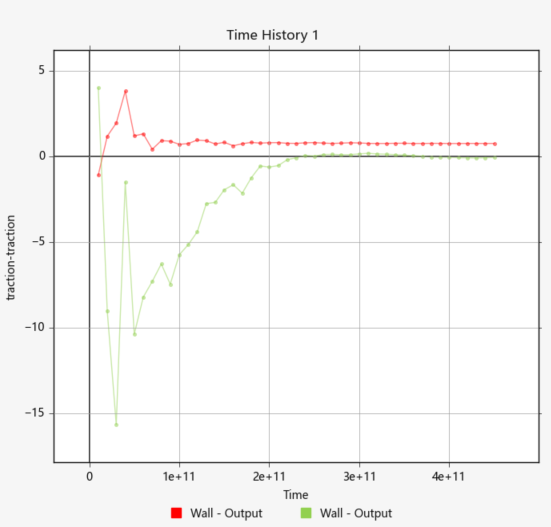 Time History 1
5
0
−5
−10
−15
traction-traction
0 1e+11 2e+11 3e+11 4e+11
Time
Wall - Output Wall - Output